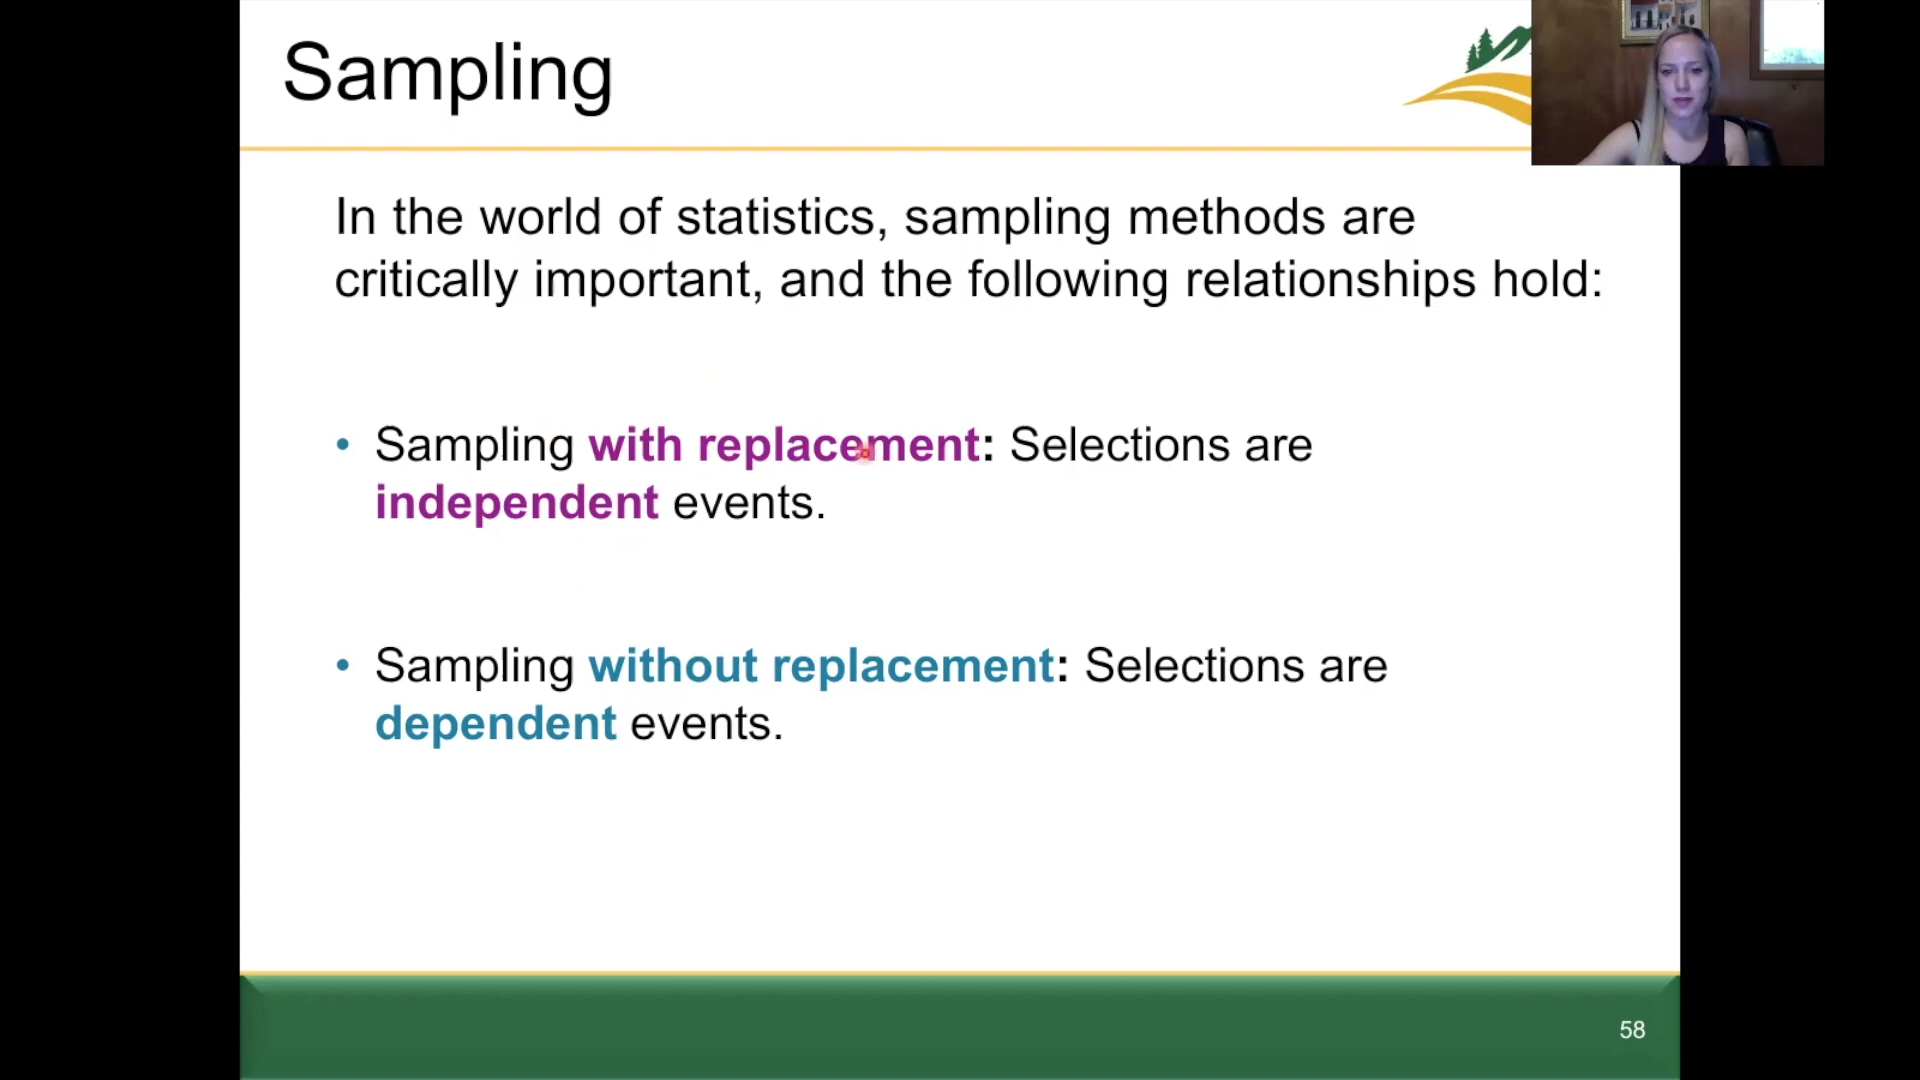 Sampling
In the world of statistics, sampling methods are
critically important, and the following relationships hold:
• Sampling with replacement: Selections are
independent events.
• Sampling without replacement: Selections are
dependent events.
58